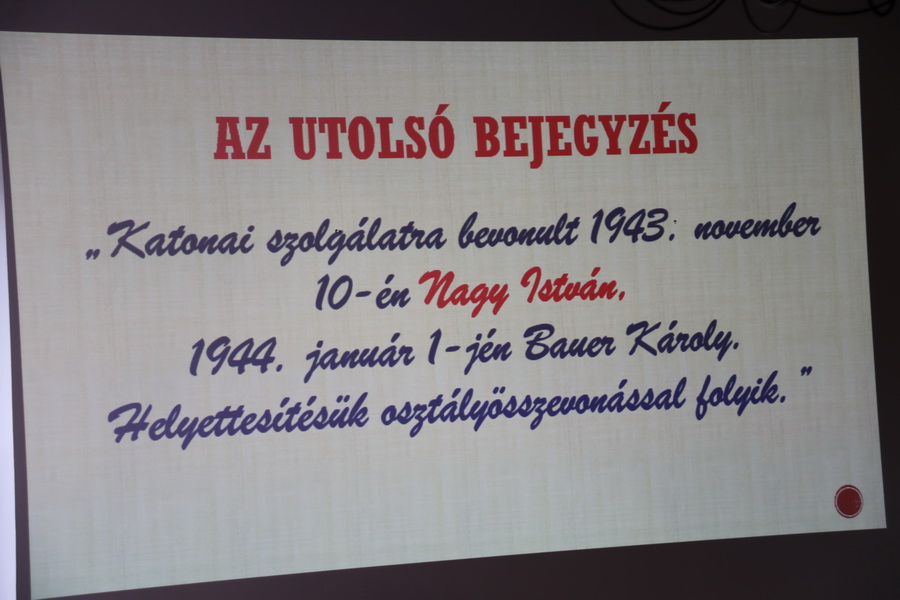 AZ UTOLSÓ BEJEGYZÉS
„Katonai szolgálatra bevonult 1943: november
10-én Nagy István,
1944. január 1-jén Bauer Károly.
Helyettesítésük osztályösszevonással folyik.”